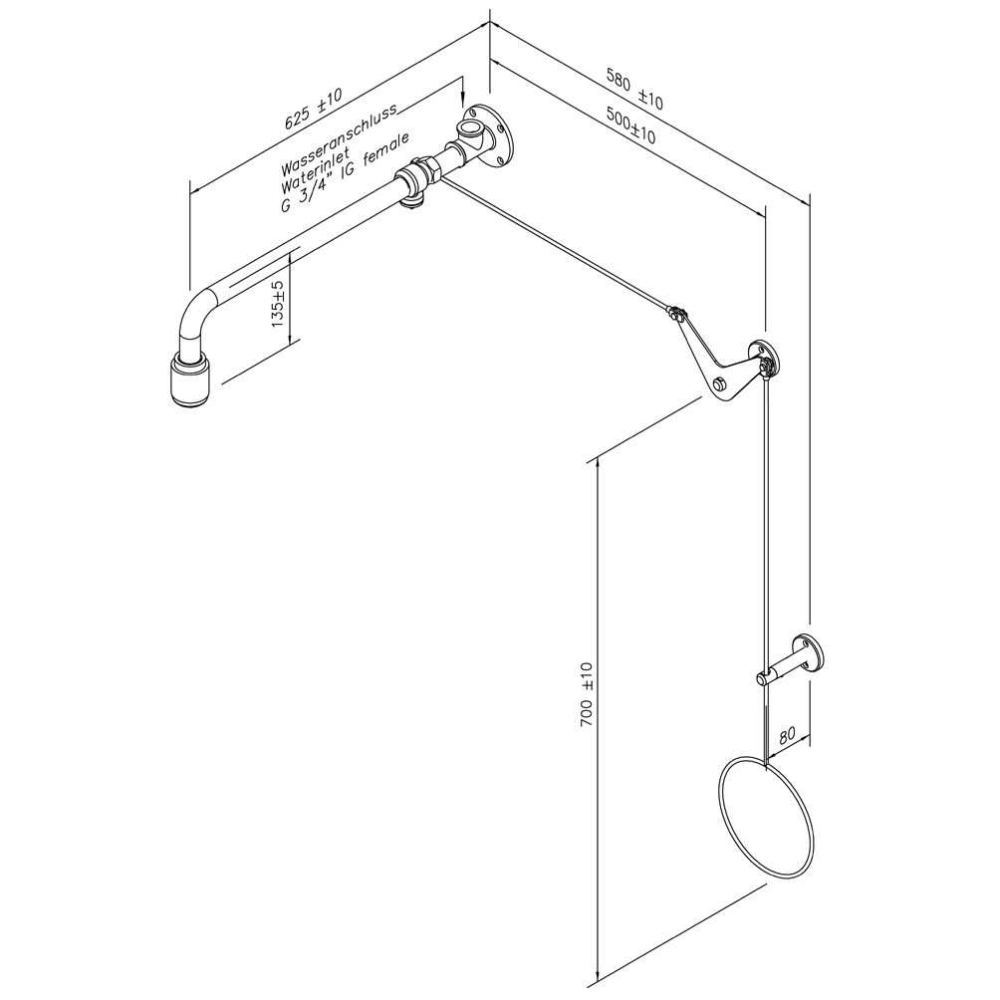 625 ±10
580 ±10
500±10
Wasseranschluss
Waterinlet
G 3/4" IG female
135±5
700 ±10
80